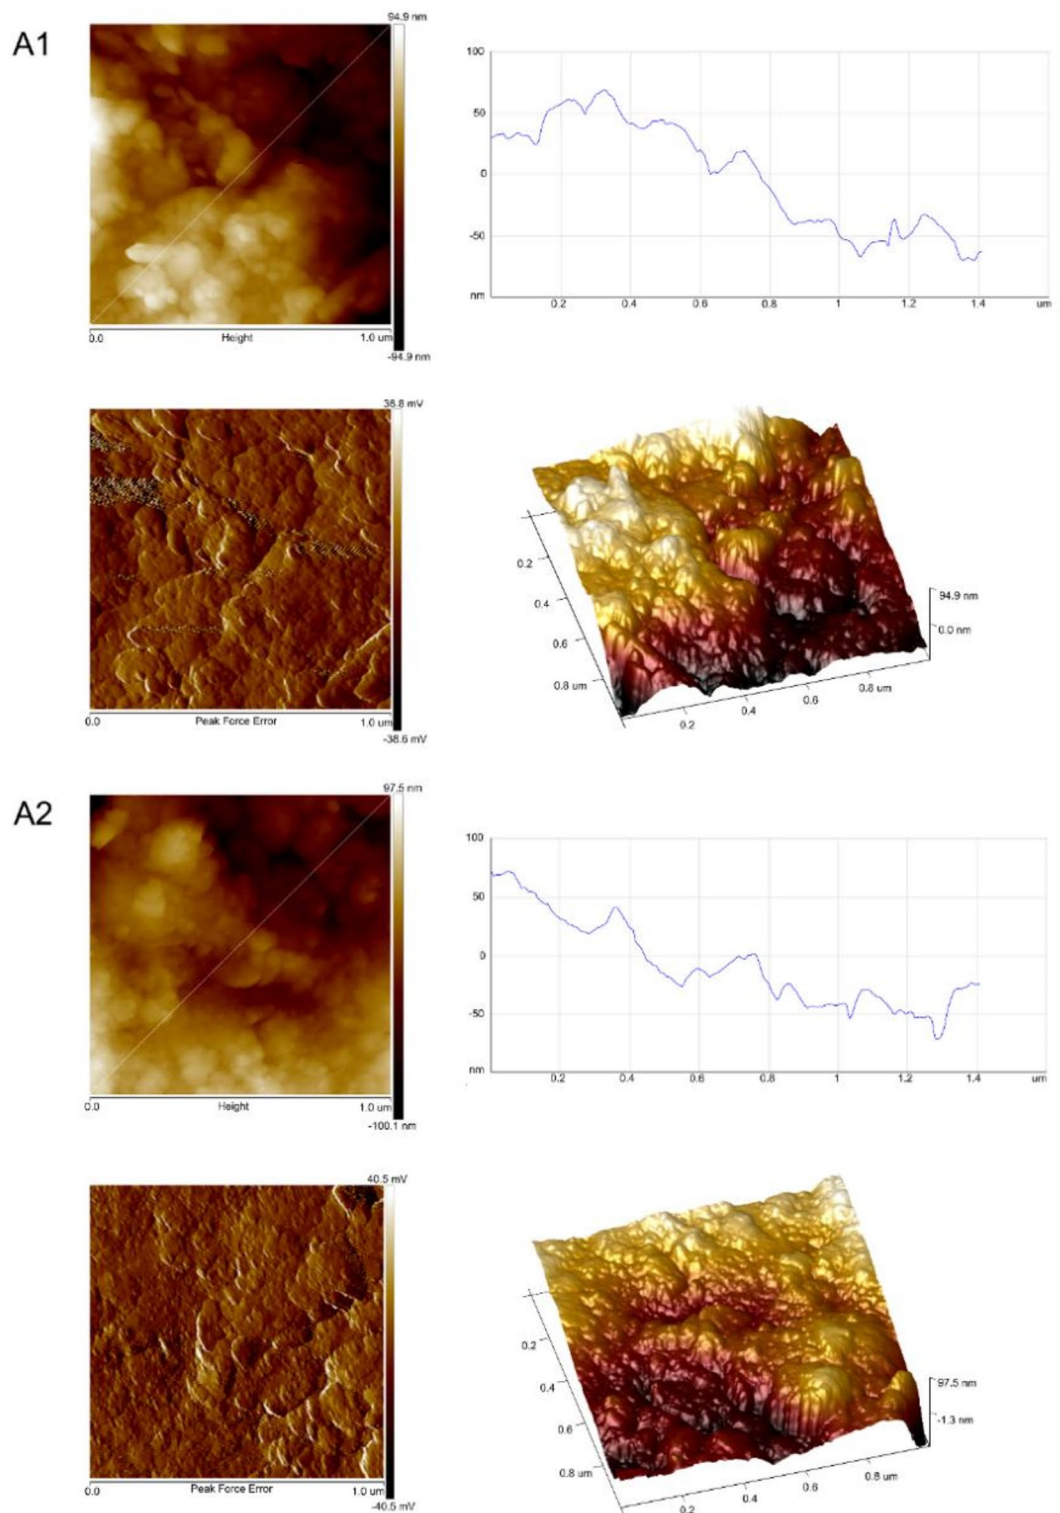 A1
94.9 nm
0.0 Height 1.0 um
-94.9 nm
100
50
0
-50
nm 0.2 0.4 0.6 0.8 1 1.2 1.4 um
38.8 mV
0.0 Peak Force Error 1.0 um
-38.6 mV
0.2
0.4
0.6
0.8 um
0.2
0.4
0.6
0.8 um
94.9 nm
0.0 nm
A2
97.5 nm
0.0 Height 1.0 um
-100.1 nm
100
50
0
-50
nm 0.2 0.4 0.6 0.8 1 1.2 1.4 um
40.5 mV
0.0 Peak Force Error 1.0 um
-40.5 mV
0.2
0.4
0.6
0.8 um
0.2
0.4
0.6
0.8 um
97.5 nm
-1.3 nm